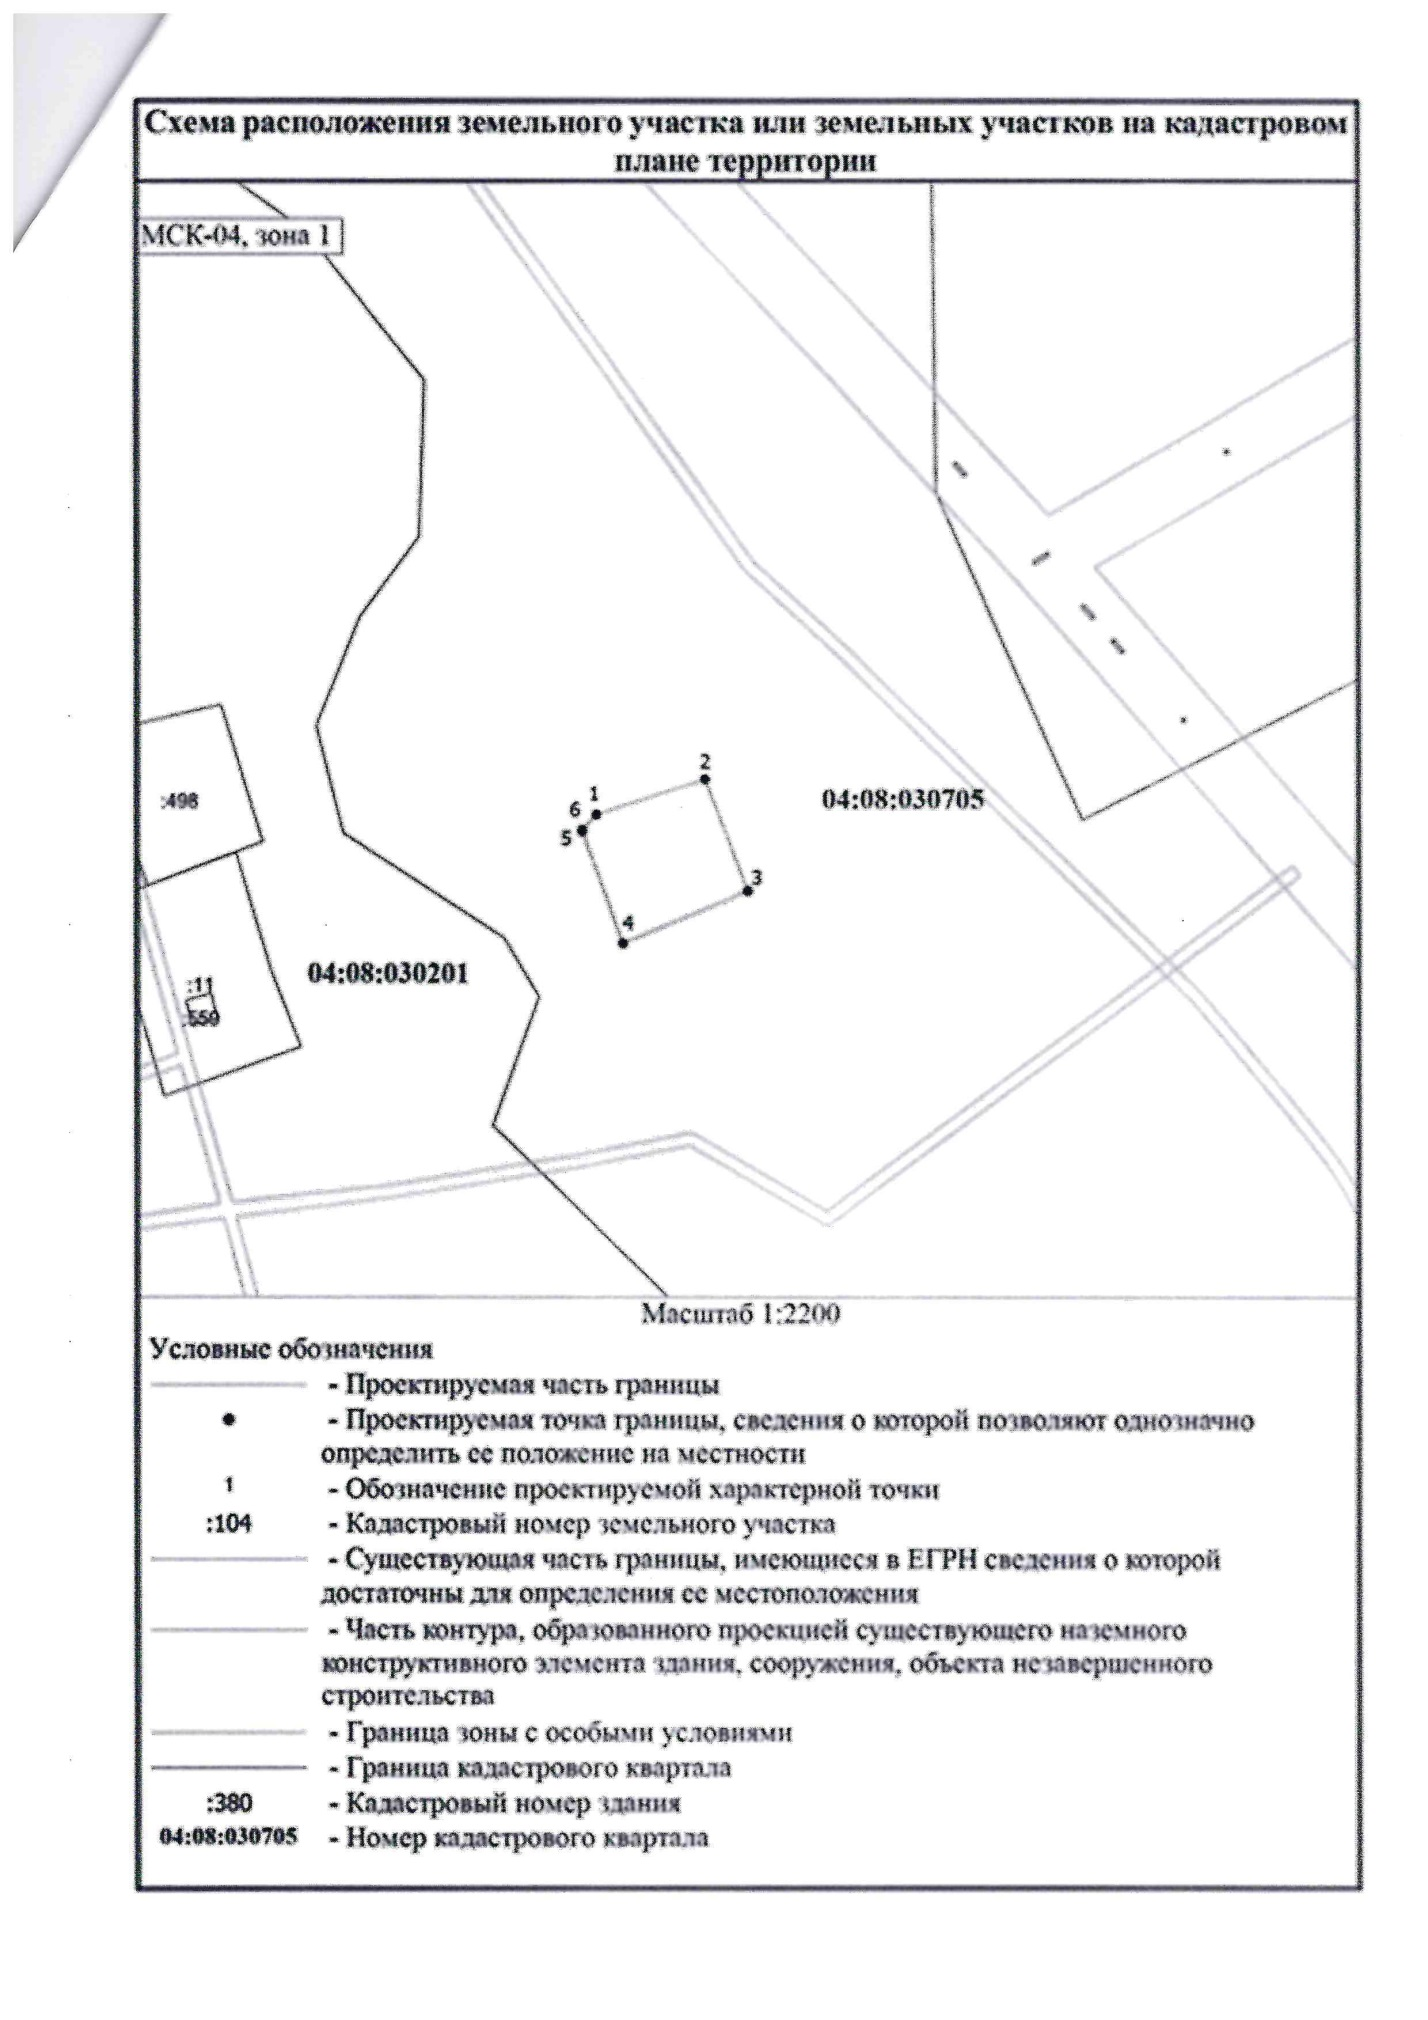 Схема расположения земельного участка или земельных участков на кадастровом
плане территории
МСК-04, зона 1
2
1
6
5
3
4
:498
04:08:030705
04:08:030201
:11
:559
Масштаб 1:2200
Условные обозначения
- Проектируемая часть границы
- Проектируемая точка границы, сведения о которой позволяют однозначно
определить ее положение на местности
1 - Обозначение проектируемой характерной точки
:104 - Кадастровый номер земельного участка
- Существующая часть границы, имеющиеся в ЕГРН сведения о которой
достаточны для определения ее местоположения
- Часть контура, образованного проекцией существующего наземного
конструктивного элемента здания, сооружения, объекта незавершенного
строительства
- Граница зоны с особыми условиями
- Граница кадастрового квартала
:380 - Кадастровый номер здания
04:08:030705 - Номер кадастрового квартала